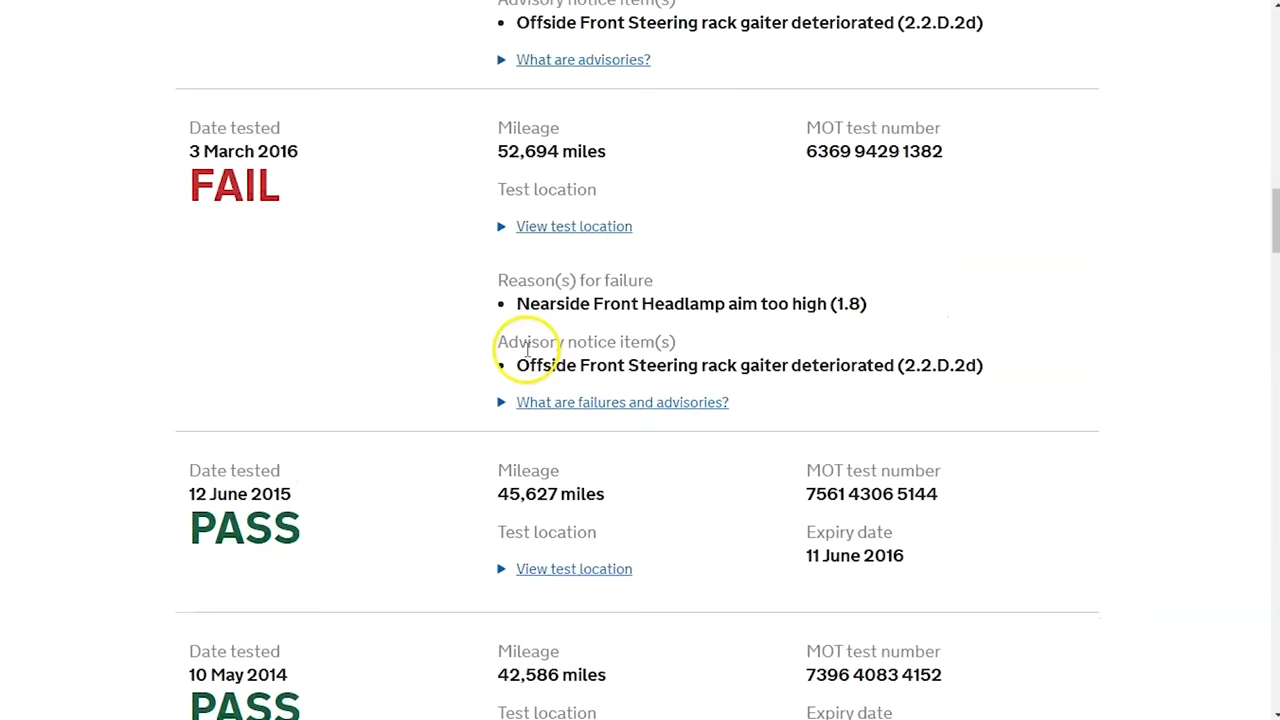 Advisory notice item(s)
• Offside Front Steering rack gaiter deteriorated (2.2.D.2d)
What are advisories?
Date tested
3 March 2016
FAIL
Mileage
52,694 miles
MOT test number
6369 9429 1382
Test location
View test location
Reason(s) for failure
• Nearside Front Headlamp aim too high (1.8)
Advisory notice item(s)
• Offside Front Steering rack gaiter deteriorated (2.2.D.2d)
What are failures and advisories?
Date tested
12 June 2015
PASS
Mileage
45,627 miles
MOT test number
7561 4306 5144
Test location
View test location
Expiry date
11 June 2016
Date tested
10 May 2014
PASS
Mileage
42,586 miles
MOT test number
7396 4083 4152
Test location
Expiry date